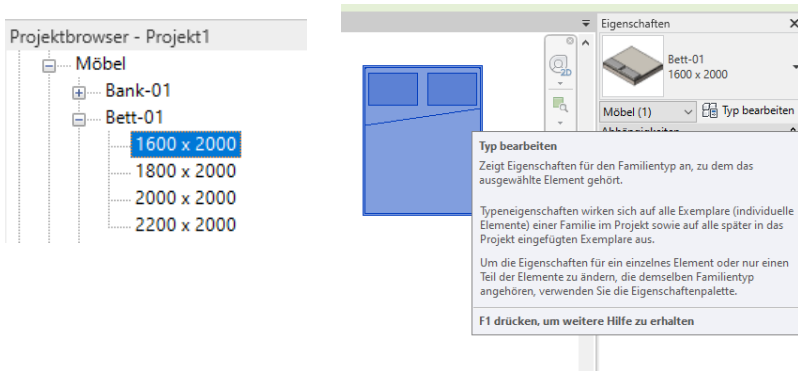 Projektbrowser - Projekt1
Möbel
Bank-01
Bett-01
1600 x 2000
1800 x 2000
2000 x 2000
2200 x 2000
2D
Eigenschaften
Bett-01
1600 x 2000
Möbel (1)
Typ bearbeiten
Abhängigkeiten
Typ bearbeiten
Zeigt Eigenschaften für den Familientyp an, zu dem das
ausgewählte Element gehört.
Typeneigenschaften wirken sich auf alle Exemplare (individuelle
Elemente) einer Familie im Projekt sowie auf alle später in das
Projekt eingefügten Exemplare aus.
Um die Eigenschaften für ein einzelnes Element oder nur einen
Teil der Elemente zu ändern, die demselben Familientyp
angehören, verwenden Sie die Eigenschaftenpalette.
F1 drücken, um weitere Hilfe zu erhalten